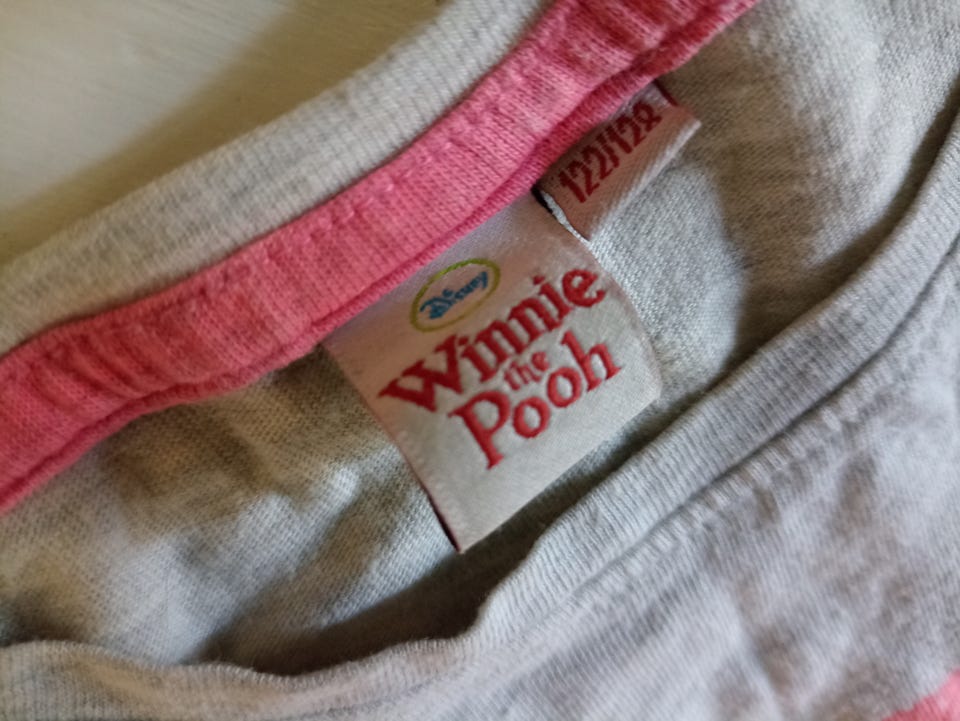 122/128
Disney
Winnie
the
Pooh